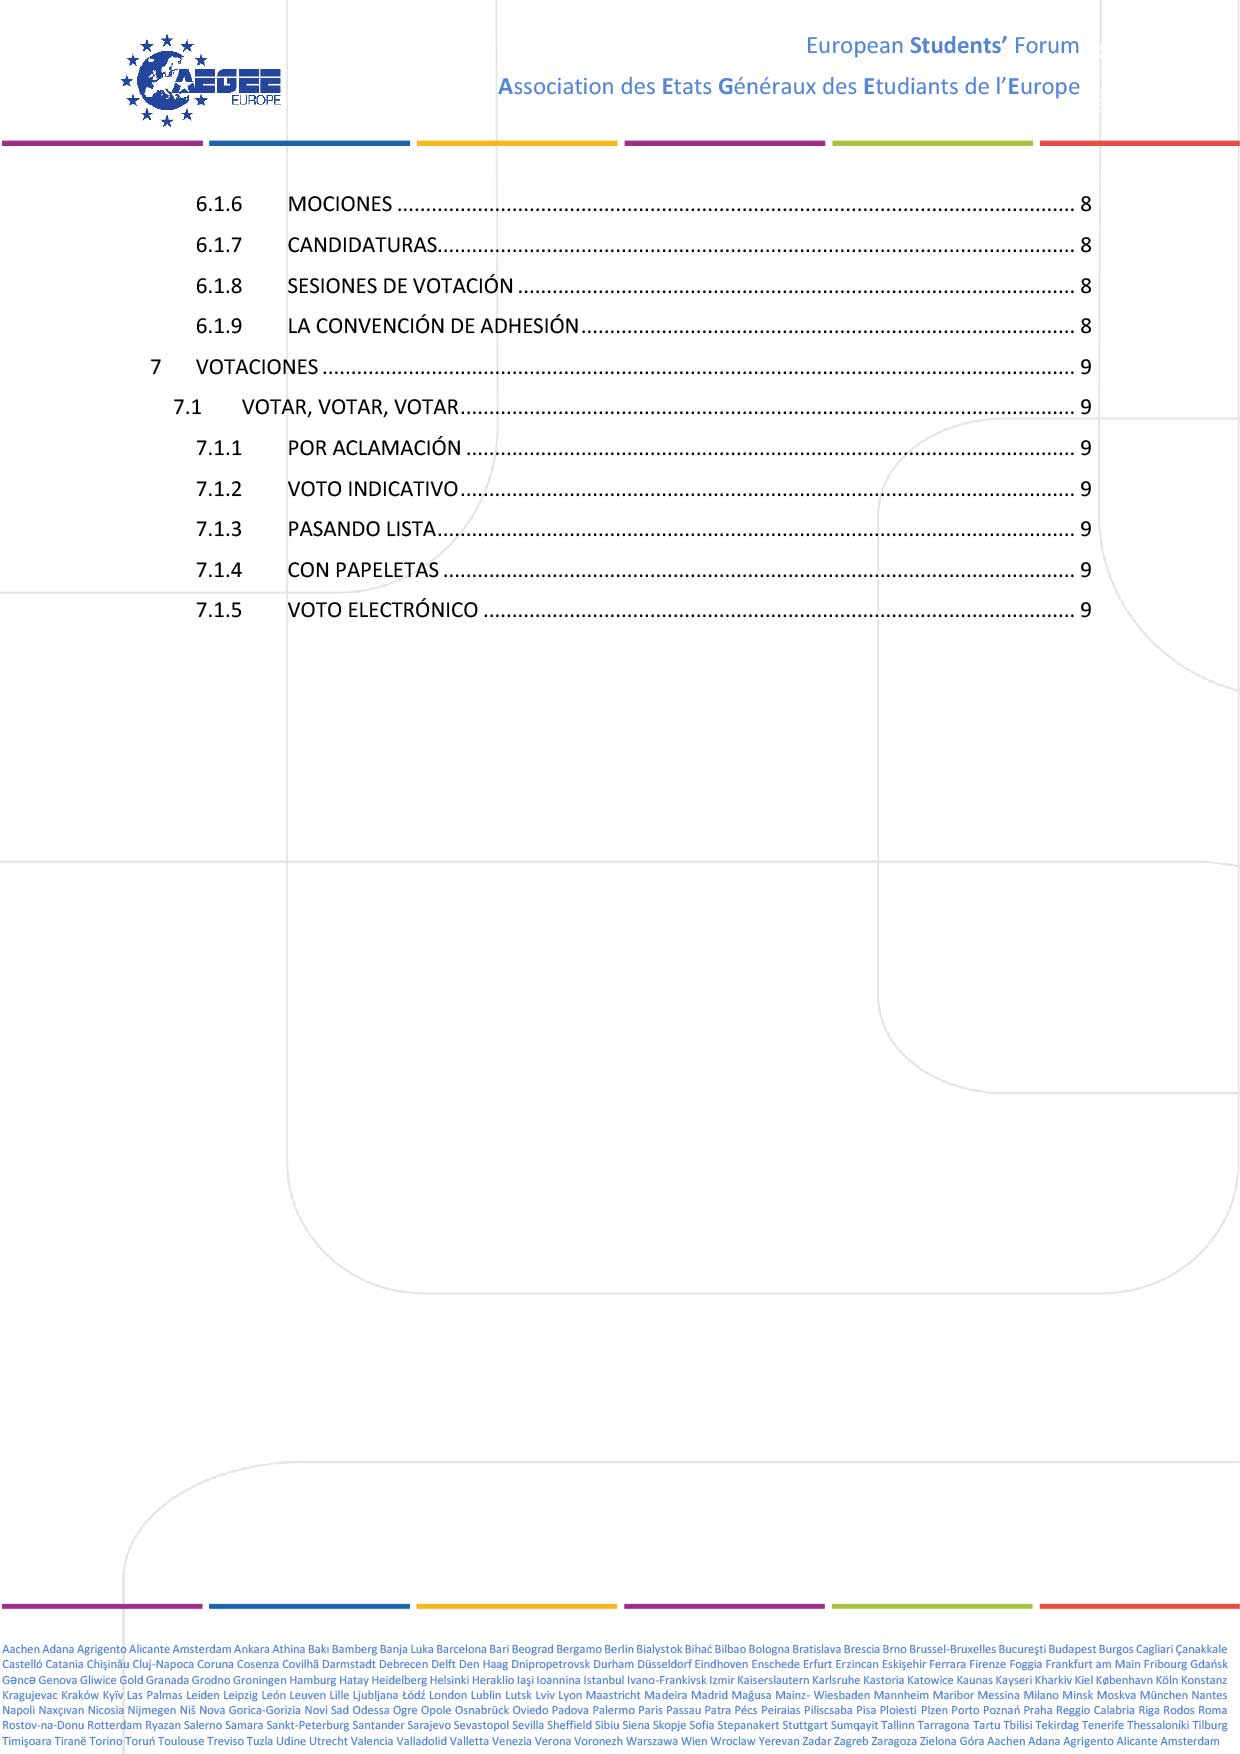 AEGEE
EUROPE
European Students’ Forum
Association des Etats Généraux des Etudiants de l’Europe
6.1.6 MOCIONES ........ 8
6.1.7 CANDIDATURAS........ 8
6.1.8 SESIONES DE VOTACIÓN ........ 8
6.1.9 LA CONVENCIÓN DE ADHESIÓN........ 8
7 VOTACIONES ........ 9
7.1 VOTAR, VOTAR, VOTAR........ 9
7.1.1 POR ACLAMACIÓN ........ 9
7.1.2 VOTO INDICATIVO........ 9
7.1.3 PASANDO LISTA........ 9
7.1.4 CON PAPELETAS ........ 9
7.1.5 VOTO ELECTRÓNICO ........ 9
Aachen Adana Agrigento Alicante Amsterdam Ankara Athina Bakı Bamberg Banja Luka Barcelona Bari Beograd Bergamo Berlin Bialystok Bihać Bilbao Bologna Bratislava Brescia Brno Brussel-Bruxelles Bucureşti Budapest Burgos Cagliari Çanakkale
Castelló Catania Chişinău Cluj-Napoca Coruna Cosenza Covilhã Darmstadt Debrecen Delft Den Haag Dnipropetrovsk Durham Düsseldorf Eindhoven Enschede Erfurt Erzincan Eskişehir Ferrara Firenze Foggia Frankfurt am Main Fribourg Gdańsk
Gəncə Genova Gliwice Gold Granada Grodno Groningen Hamburg Hatay Heidelberg Helsinki Heraklio Iaşi Ioannina Istanbul Ivano-Frankivsk Izmir Kaiserslautern Karlsruhe Kastoria Katowice Kaunas Kayseri Kharkiv Kiel København Köln Konstanz
Kragujevac Kraków Kyïv Las Palmas Leiden Leipzig León Leuven Lille Ljubljana Łódź London Lublin Lutsk Lviv Lyon Maastricht Madeira Madrid Mağusa Mainz- Wiesbaden Mannheim Maribor Messina Milano Minsk Moskva München Nantes
Napoli Naxçıvan Nicosia Nijmegen Niš Nova Gorica-Gorizia Novi Sad Odessa Ogre Opole Osnabrück Oviedo Padova Palermo Paris Passau Patra Pécs Peiraias Piliscsaba Pisa Ploiesti Plzen Porto Poznań Praha Reggio Calabria Riga Rodos Roma
Rostov-na-Donu Rotterdam Ryazan Salerno Samara Sankt-Peterburg Santander Sarajevo Sevastopol Sevilla Sheffield Sibiu Siena Skopje Sofia Stepanakert Stuttgart Sumqayit Tallinn Tarragona Tartu Tbilisi Tekirdag Tenerife Thessaloníki Tilburg
Timişoara Tiranë Torino Toruń Toulouse Treviso Tuzla Udine Utrecht Valencia Valladolid Valletta Venezia Verona Voronezh Warszawa Wien Wroclaw Yerevan Zadar Zagreb Zaragoza Zielona Góra Aachen Adana Agrigento Alicante Amsterdam